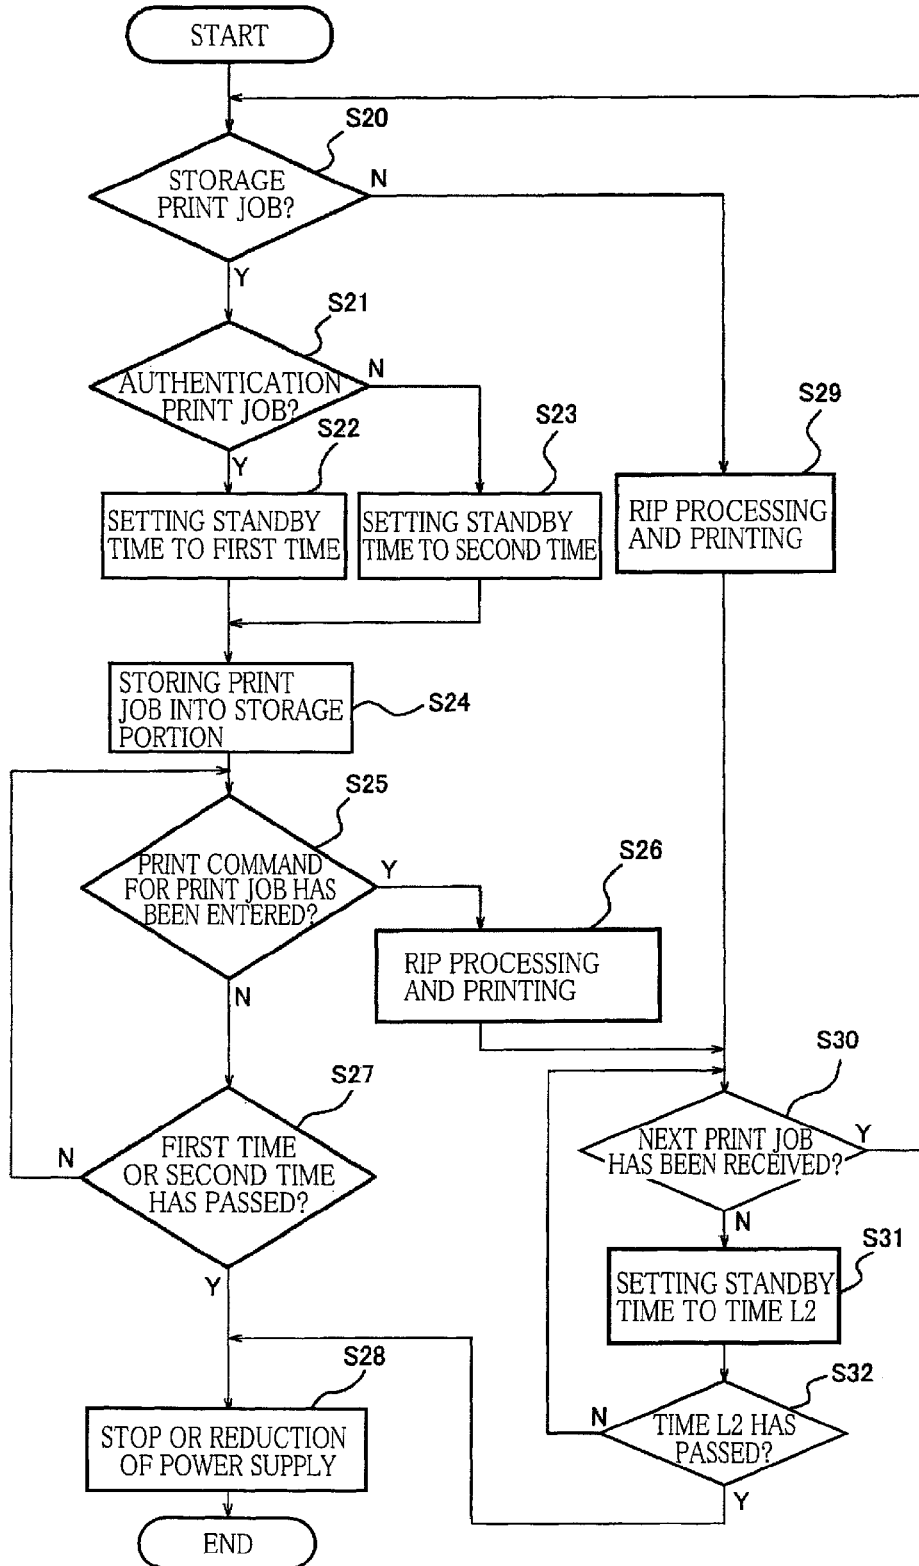 START
S20
STORAGE
PRINT JOB?
N
Y
S21
AUTHENTICATION
PRINT JOB?
N
Y
S22
SETTING STANDBY
TIME TO FIRST TIME
S23
SETTING STANDBY
TIME TO SECOND TIME
S29
RIP PROCESSING
AND PRINTING
STORING PRINT
JOB INTO STORAGE
PORTION
S24
S25
PRINT COMMAND
FOR PRINT JOB HAS
BEEN ENTERED?
Y
N
S26
RIP PROCESSING
AND PRINTING
S27
FIRST TIME
OR SECOND TIME
HAS PASSED?
N
Y
S30
NEXT PRINT JOB
HAS BEEN RECEIVED?
Y
N
S31
SETTING STANDBY
TIME TO TIME L2
S32
TIME L2 HAS
PASSED?
N
Y
S28
STOP OR REDUCTION
OF POWER SUPPLY
END